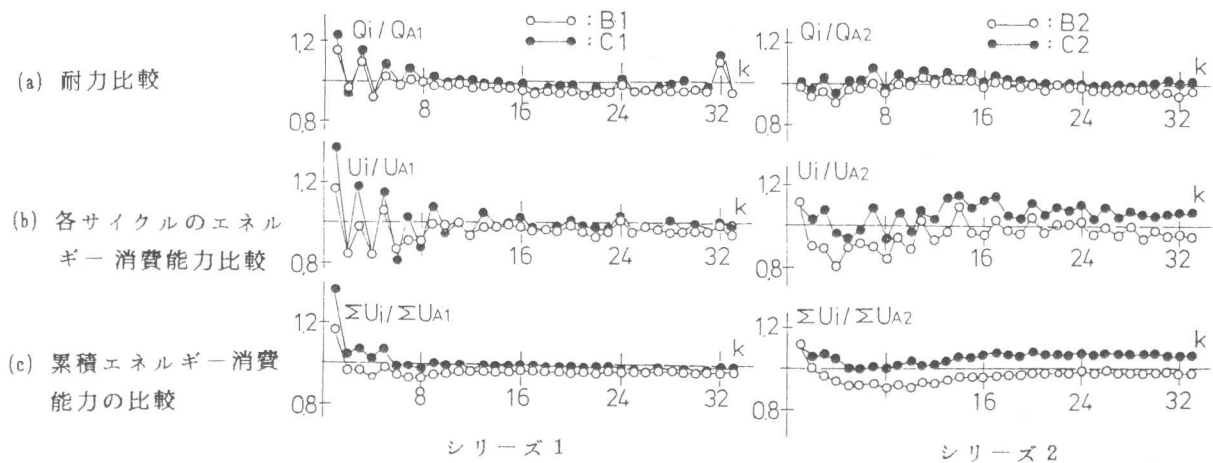 (a) 耐力比較
Qi/QA1
○—○ : B1
●—● : C1
1,2
0,8
8
16
24
32
k
Qi/QA2
○—○ : B2
●—● : C2
1,2
0,8
8
16
24
32
k
(b) 各サイクルのエネル
ギー消費能力比較
Ui/UA1
1,2
0,8
8
16
24
32
k
Ui/UA2
1,2
0,8
8
16
24
32
k
(c) 累積エネルギー消費
能力の比較
ΣUi/ΣUA1
1,2
0,8
8
16
24
32
k
ΣUi/ΣUA2
1,2
0,8
16
24
32
k
シリーズ1
シリーズ2